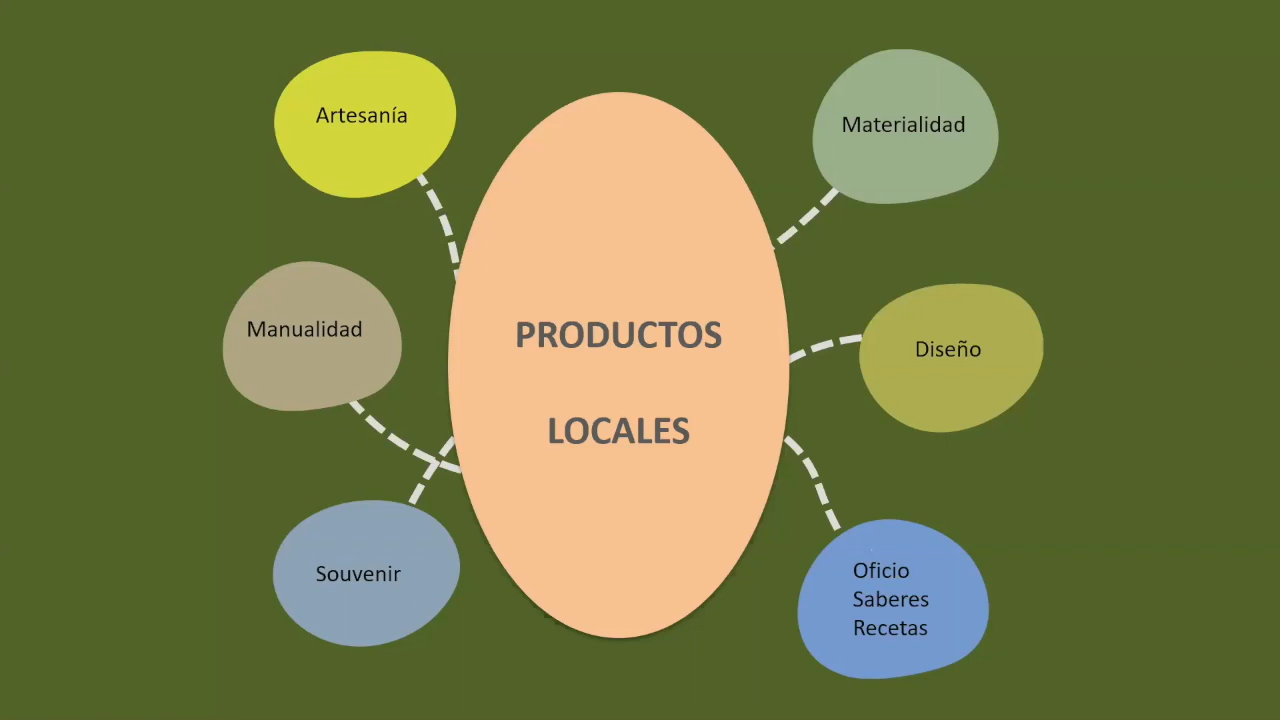 Artesanía
Materialidad
Manualidad
PRODUCTOS
LOCALES
Diseño
Souvenir
Oficio
Saberes
Recetas